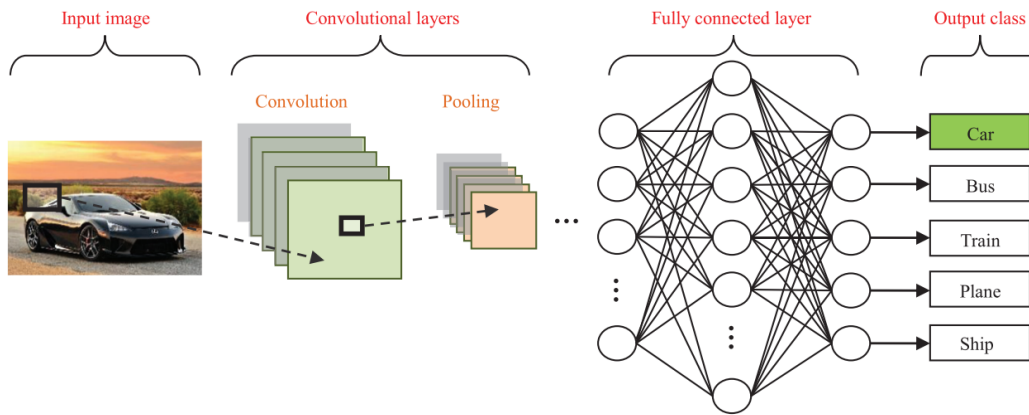 Input image
Convolutional layers
Fully connected layer
Output class
Convolution
Pooling
Car
Bus
Train
Plane
Ship